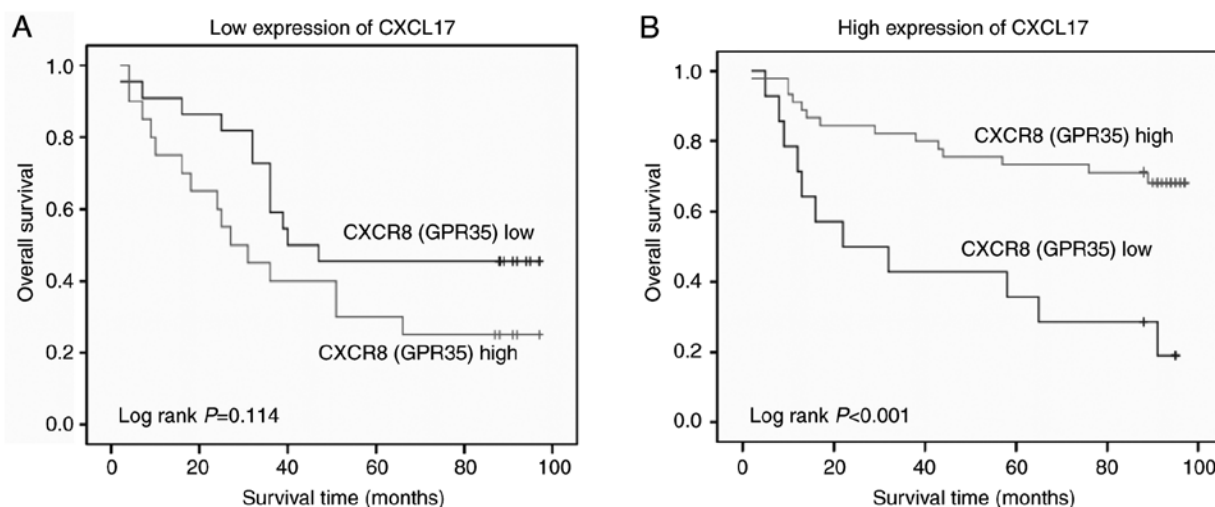 A
Low expression of CXCL17
1.0
0.8
0.6
0.4
0.2
0.0
Overall survival
CXCR8 (GPR35) low
CXCR8 (GPR35) high
Log rank P=0.114
0 20 40 60 80 100
Survival time (months)
B
High expression of CXCL17
1.0
0.8
0.6
0.4
0.2
0.0
Overall survival
CXCR8 (GPR35) high
CXCR8 (GPR35) low
Log rank P<0.001
0 20 40 60 80 100
Survival time (months)